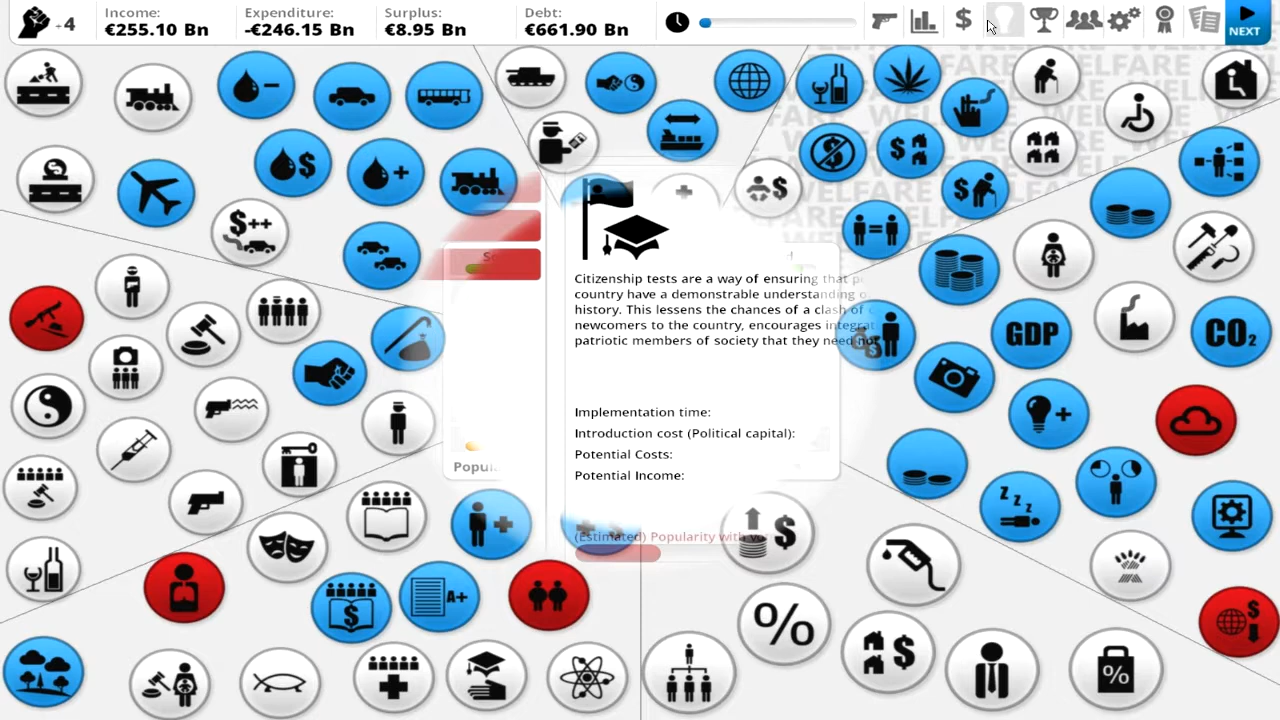 +4
Income:
€255.10 Bn
Expenditure:
-€246.15 Bn
Surplus:
€8.95 Bn
Debt:
€661.90 Bn
NEXT
WELFARE
Citizenship tests are a way of ensuring that
country have a demonstrable understanding
history. This lessens the chances of a clash of
newcomers to the country, encourages
patriotic members of society that they need not
Implementation time:
Introduction cost (Political capital):
Potential Costs:
Potential Income:
(Estimated) Popularity with
$++
GDP
CO₂
A+